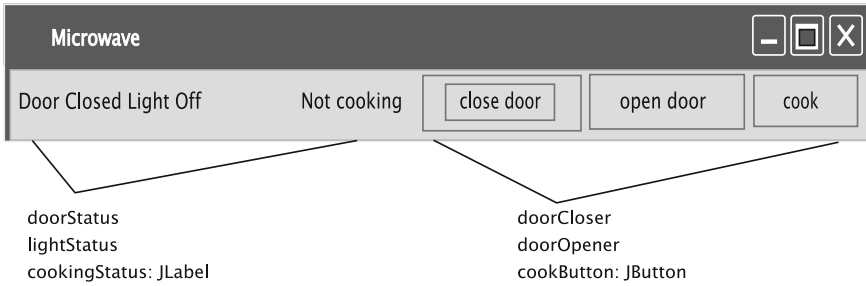 Microwave
Door Closed Light Off Not cooking close door open door cook
doorStatus
lightStatus
cookingStatus: JLabel
doorCloser
doorOpener
cookButton: JButton